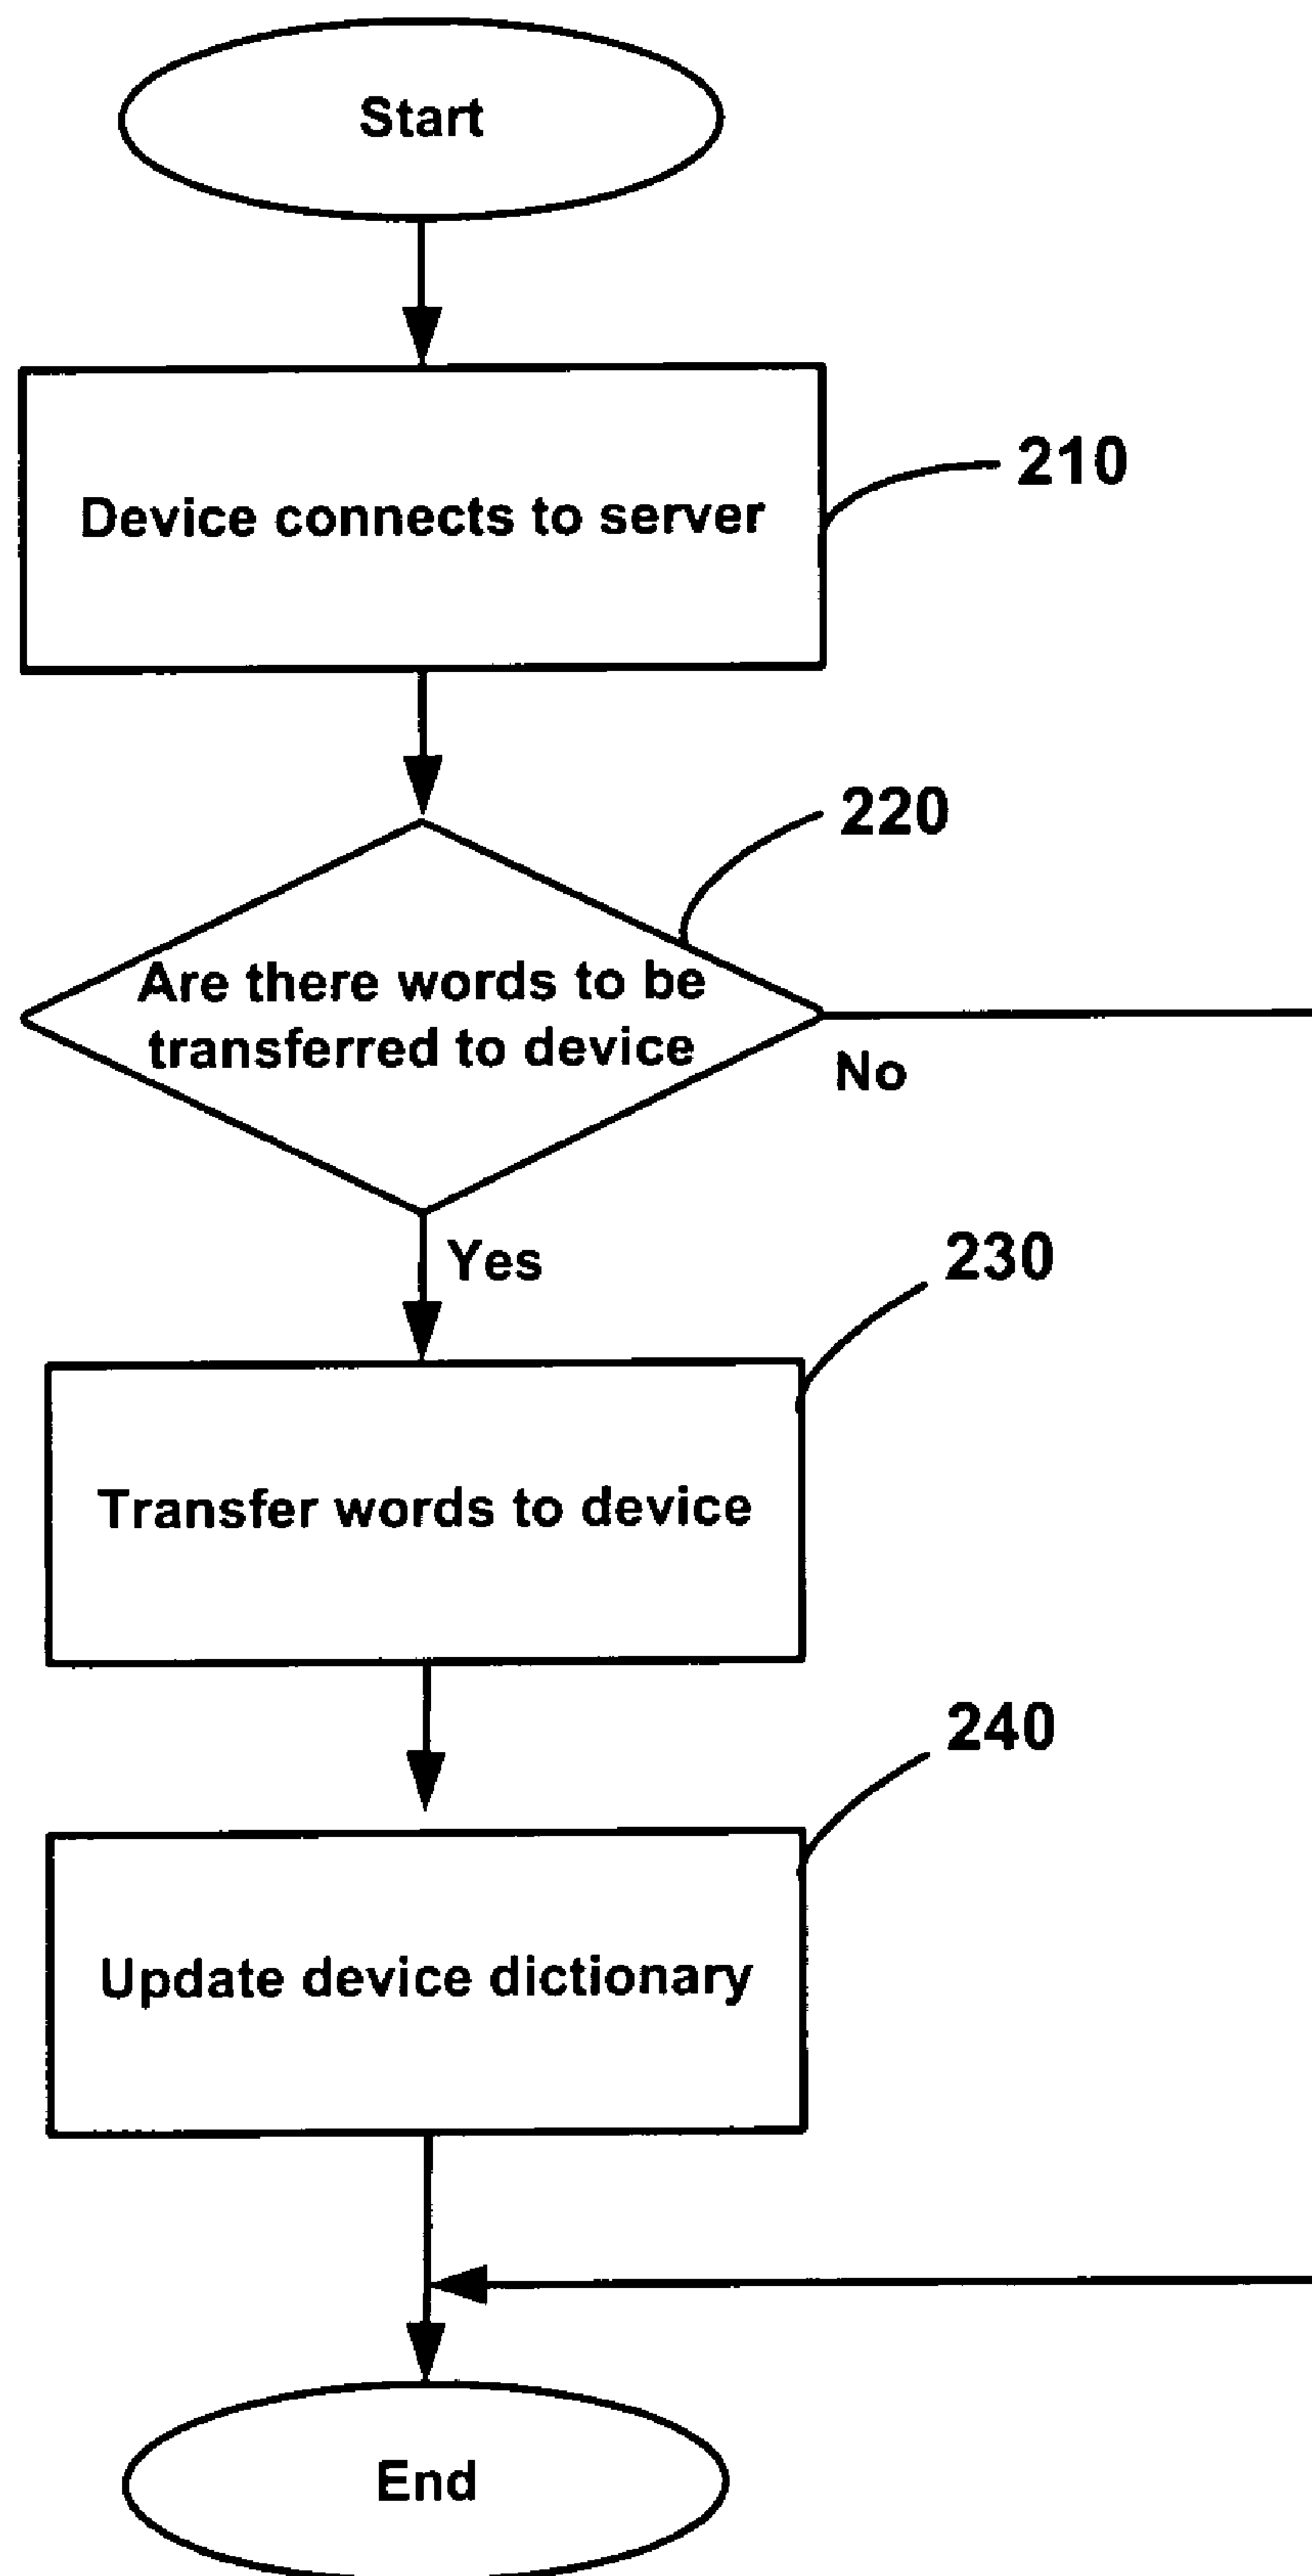 Start
Device connects to server
210
220
Are there words to be
transferred to device
No
Yes
230
Transfer words to device
240
Update device dictionary
End